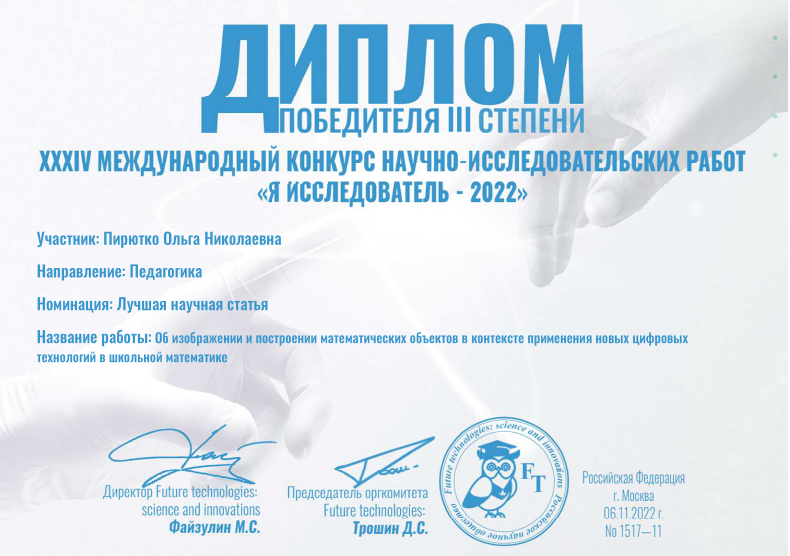 ДИПЛОМ
ПОБЕДИТЕЛЯ III СТЕПЕНИ
XXXIV МЕЖДУНАРОДНЫЙ КОНКУРС НАУЧНО-ИССЛЕДОВАТЕЛЬСКИХ РАБОТ
«Я ИССЛЕДОВАТЕЛЬ - 2022»
Участник: Пирютко Ольга Николаевна
Направление: Педагогика
Номинация: Лучшая научная статья
Название работы: Об изображении и построении математических объектов в контексте применения новых цифровых
технологий в школьной математике
Директор Future technologies:
science and innovations
Файзулин М.С.
Председатель оргкомитета
Future technologies:
Трошин Д.С.
Future technologies: science and innovations
Российское научное общество
FT
Российская Федерация
г. Москва
06.11.2022 г.
No 1517—11